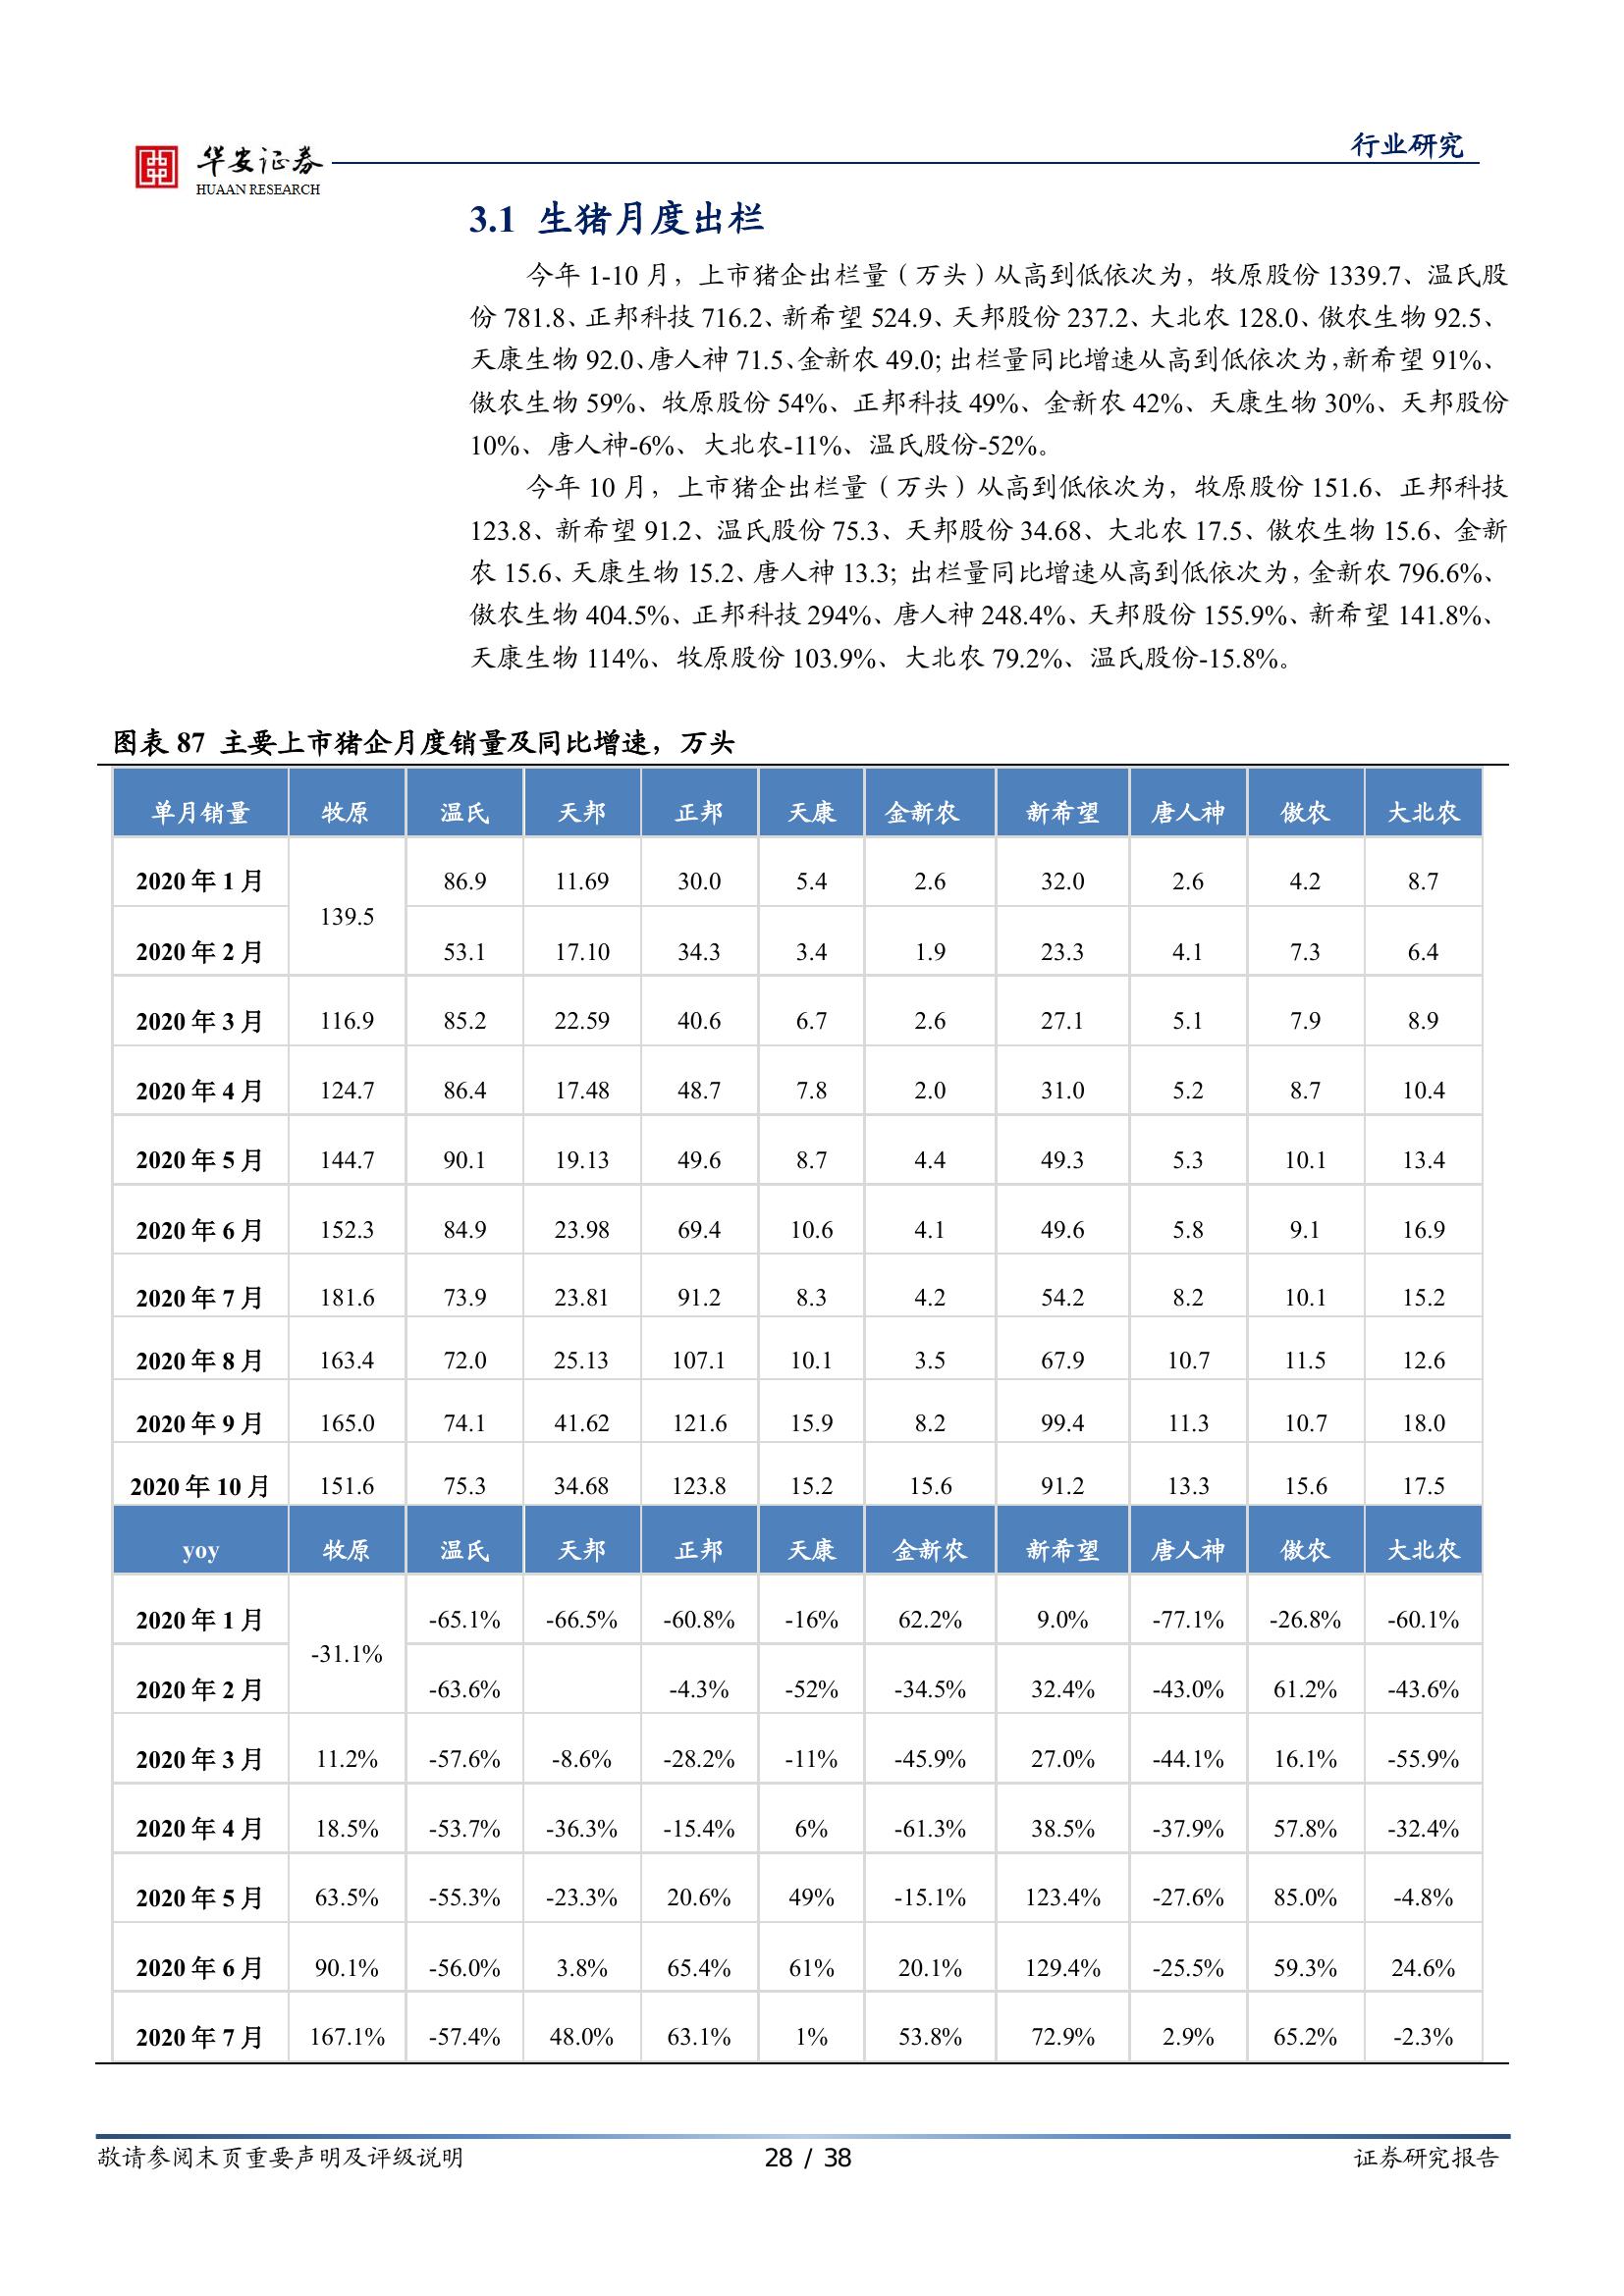 华安证券
HUAAN RESEARCH
行业研究
3.1 生猪月度出栏
今年 1-10 月，上市猪企出栏量（万头）从高到低依次为，牧原股份 1339.7、温氏股
份 781.8、正邦科技 716.2、新希望 524.9、天邦股份 237.2、大北农 128.0、傲农生物 92.5、
天康生物 92.0、唐人神 71.5、金新农 49.0；出栏量同比增速从高到低依次为，新希望 91%、
傲农生物 59%、牧原股份 54%、正邦科技 49%、金新农 42%、天康生物 30%、天邦股份
10%、唐人神-6%、大北农-11%、温氏股份-52%。
今年 10 月，上市猪企出栏量（万头）从高到低依次为，牧原股份 151.6、正邦科技
123.8、新希望 91.2、温氏股份 75.3、天邦股份 34.68、大北农 17.5、傲农生物 15.6、金新
农 15.6、天康生物 15.2、唐人神 13.3；出栏量同比增速从高到低依次为，金新农 796.6%、
傲农生物 404.5%、正邦科技 294%、唐人神 248.4%、天邦股份 155.9%、新希望 141.8%、
天康生物 114%、牧原股份 103.9%、大北农 79.2%、温氏股份-15.8%。
图表 87 主要上市猪企月度销量及同比增速，万头
单月销量 牧原 温氏 天邦 正邦 天康 金新农 新希望 唐人神 傲农 大北农
2020 年 1 月 139.5 86.9 11.69 30.0 5.4 2.6 32.0 2.6 4.2 8.7
2020 年 2 月 53.1 17.10 34.3 3.4 1.9 23.3 4.1 7.3 6.4
2020 年 3 月 116.9 85.2 22.59 40.6 6.7 2.6 27.1 5.1 7.9 8.9
2020 年 4 月 124.7 86.4 17.48 48.7 7.8 2.0 31.0 5.2 8.7 10.4
2020 年 5 月 144.7 90.1 19.13 49.6 8.7 4.4 49.3 5.3 10.1 13.4
2020 年 6 月 152.3 84.9 23.98 69.4 10.6 4.1 49.6 5.8 9.1 16.9
2020 年 7 月 181.6 73.9 23.81 91.2 8.3 4.2 54.2 8.2 10.1 15.2
2020 年 8 月 163.4 72.0 25.13 107.1 10.1 3.5 67.9 10.7 11.5 12.6
2020 年 9 月 165.0 74.1 41.62 121.6 15.9 8.2 99.4 11.3 10.7 18.0
2020 年 10 月 151.6 75.3 34.68 123.8 15.2 15.6 91.2 13.3 15.6 17.5
yoy 牧原 温氏 天邦 正邦 天康 金新农 新希望 唐人神 傲农 大北农
2020 年 1 月 -31.1% -65.1% -66.5% -60.8% -16% 62.2% 9.0% -77.1% -26.8% -60.1%
2020 年 2 月 -63.6% -4.3% -52% -34.5% 32.4% -43.0% 61.2% -43.6%
2020 年 3 月 11.2% -57.6% -8.6% -28.2% -11% -45.9% 27.0% -44.1% 16.1% -55.9%
2020 年 4 月 18.5% -53.7% -36.3% -15.4% 6% -61.3% 38.5% -37.9% 57.8% -32.4%
2020 年 5 月 63.5% -55.3% -23.3% 20.6% 49% -15.1% 123.4% -27.6% 85.0% -4.8%
2020 年 6 月 90.1% -56.0% 3.8% 65.4% 61% 20.1% 129.4% -25.5% 59.3% 24.6%
2020 年 7 月 167.1% -57.4% 48.0% 63.1% 1% 53.8% 72.9% 2.9% 65.2% -2.3%
敬请参阅末页重要声明及评级说明 28 / 38 证券研究报告